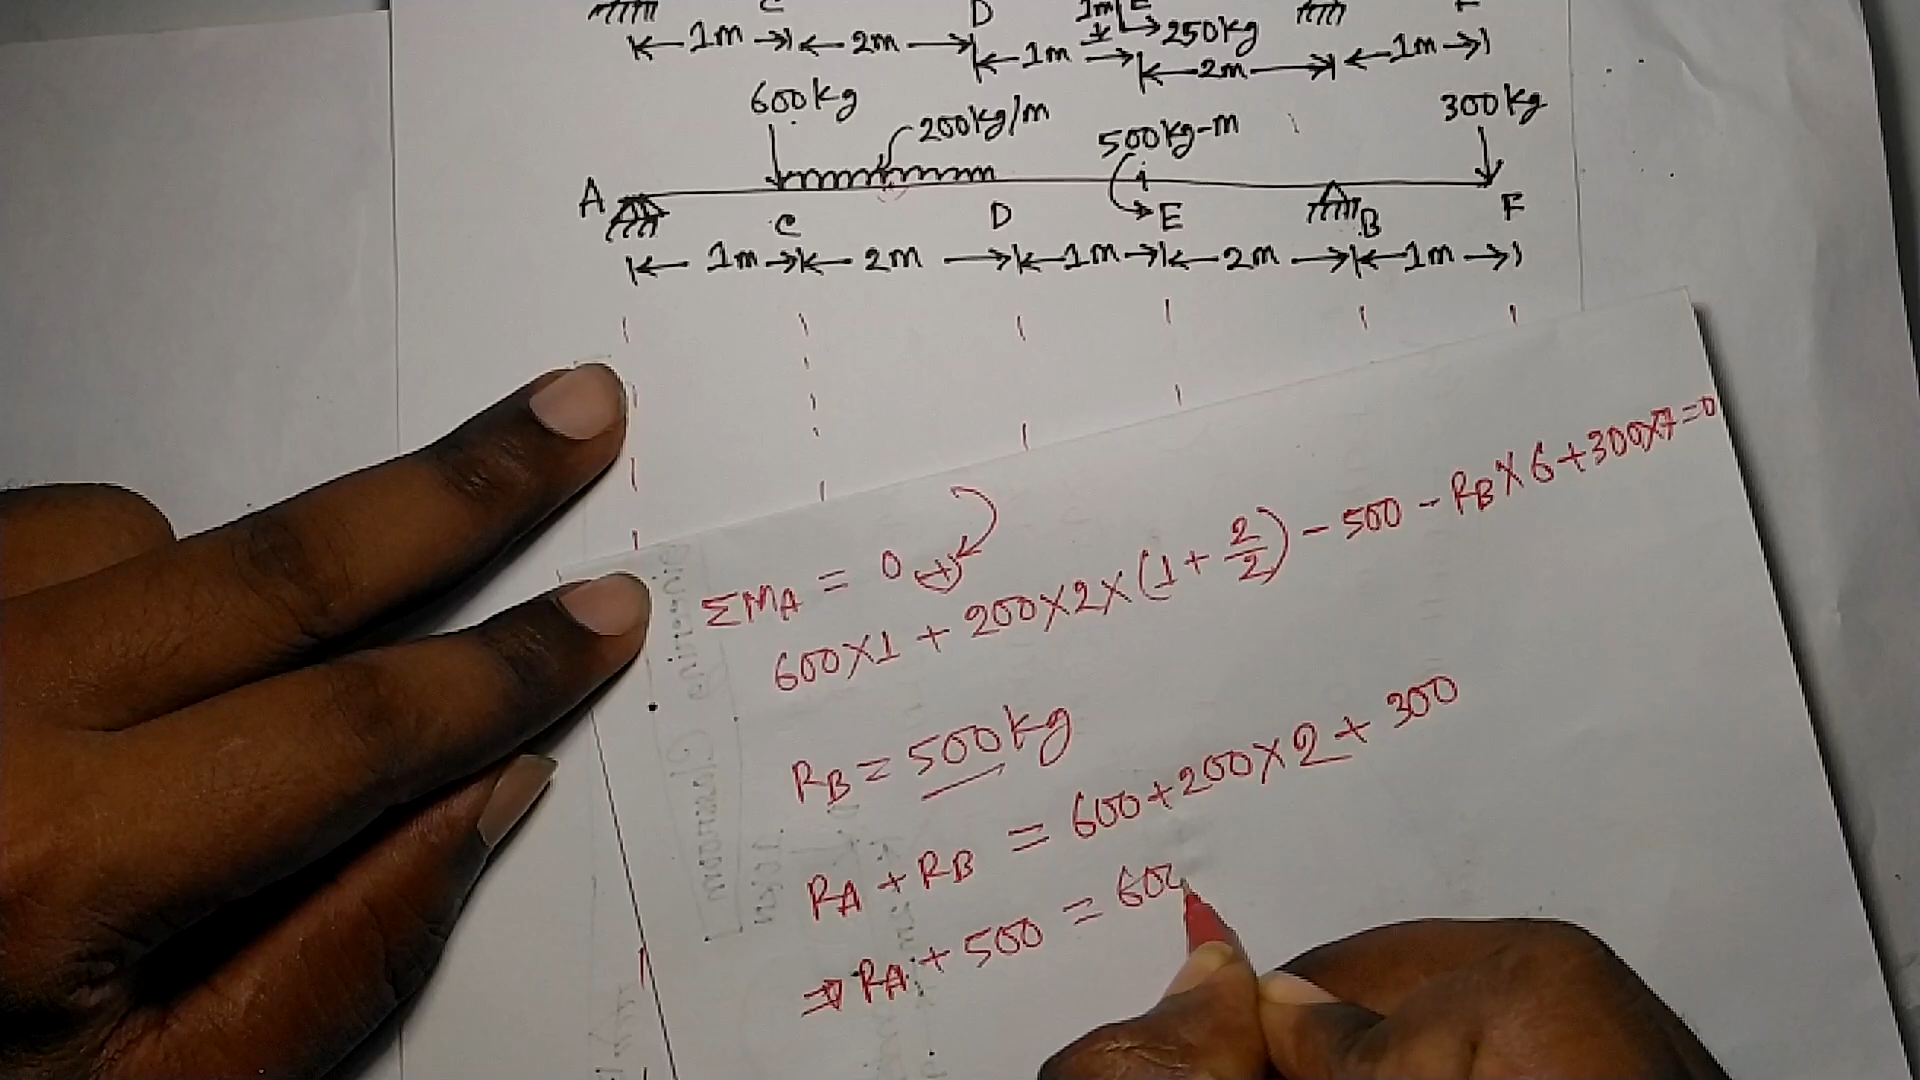 C D 1m E F
1m 2m 1m 250kg 2m 1m
600kg 200kg/m 500kg-m 300kg
A C D E B F
1m 2m 1m 2m 1m
ΣMA = 0 (+)
600×1 + 200×2×(1+2/2) - 500 - RB×6+300×7=0
RB = 500kg
RA + RB = 600+200×2+300
⇒ RA + 500 = 600